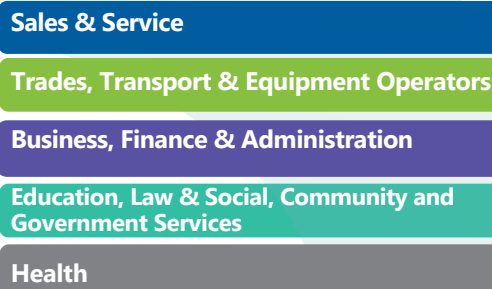 Sales & Service
Trades, Transport & Equipment Operators
Business, Finance & Administration
Education, Law & Social, Community and
Government Services
Health